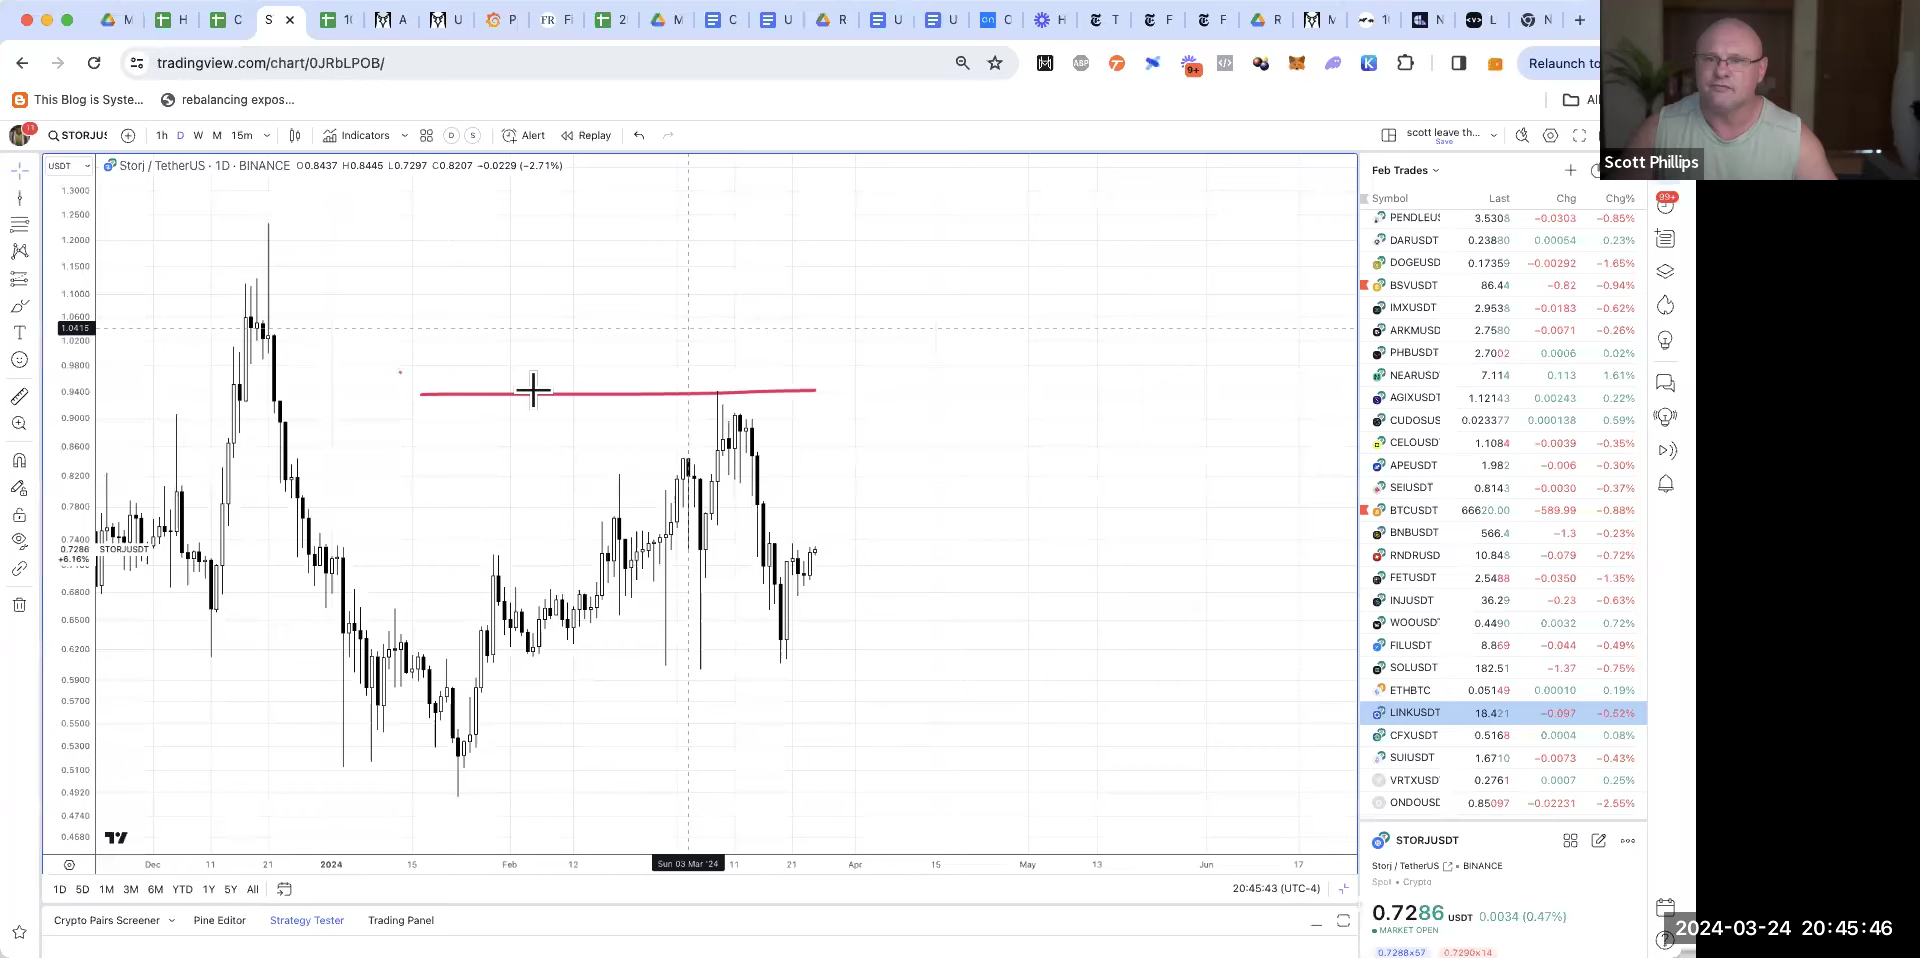 M H C S 10 A U P Fi 2 M C U R U U C H T F F R M 10 N L N
tradingview.com/chart/0JRbLPOB/
ABP 9+ Relaunch to
This Blog is Syste... rebalancing expos... All
11 STORJUS 1h D W M 15m Indicators D S Alert Replay scott leave th... Save
Scott Phillips
USDT Storj / TetherUS · 1D · BINANCE O0.8437 H0.8445 L0.7297 C0.8207 −0.0229 (−2.71%)
Feb Trades
Symbol Last Chg Chg%
99+
PENDLEUS 3.5308 −0.0303 −0.85%
DARUSDT 0.23880 0.00054 0.23%
DOGEUSD 0.17359 −0.00292 −1.65%
BSVUSDT 86.44 −0.82 −0.94%
IMXUSDT 2.9538 −0.0183 −0.62%
ARKMUSD 2.7580 −0.0071 −0.26%
PHBUSDT 2.7002 0.0006 0.02%
NEARUSD 7.114 0.113 1.61%
AGIXUSDT 1.12143 0.00243 0.22%
CUDOSUS 0.023377 0.000138 0.59%
CELOUSD 1.1084 −0.0039 −0.35%
APEUSDT 1.982 −0.006 −0.30%
SEIUSDT 0.8143 −0.0030 −0.37%
BTCUSDT 66620.00 −589.99 −0.88%
BNBUSDT 566.4 −1.3 −0.23%
RNDRUSD 10.848 −0.079 −0.72%
FETUSDT 2.5488 −0.0350 −1.35%
INJUSDT 36.29 −0.23 −0.63%
WOOUSDT 0.4490 0.0032 0.72%
FILUSDT 8.869 −0.044 −0.49%
SOLUSDT 182.51 −1.37 −0.75%
ETHBTC 0.05149 0.00010 0.19%
LINKUSDT 18.421 −0.097 −0.52%
CFXUSDT 0.5168 0.0004 0.08%
SUIUSDT 1.6710 −0.0073 −0.43%
VRTXUSD 0.2761 0.0007 0.25%
ONDOUSD 0.85097 −0.02231 −2.55%
1.3000
1.2500
1.2000
1.1500
1.1000
1.0600
1.0415
1.0200
0.9800
0.9400
0.9000
0.8600
0.8200
0.7800
0.7400
0.7286 STORJUSDT
+6.16%
0.6800
0.6500
0.6200
0.5900
0.5700
0.5500
0.5300
0.5100
0.4920
0.4740
0.4580
Dec 11 21 2024 15 Feb 12 Sun 03 Mar '24 11 21 Apr 15 May 13 Jun 17
1D 5D 1M 3M 6M YTD 1Y 5Y All 20:45:43 (UTC-4)
Crypto Pairs Screener Pine Editor Strategy Tester Trading Panel
STORJUSDT
Storj / TetherUS • BINANCE
Spot • Crypto
0.7286 USDT 0.0034 (0.47%)
MARKET OPEN
0.7288x57 0.7290x14
2024-03-24 20:45:46